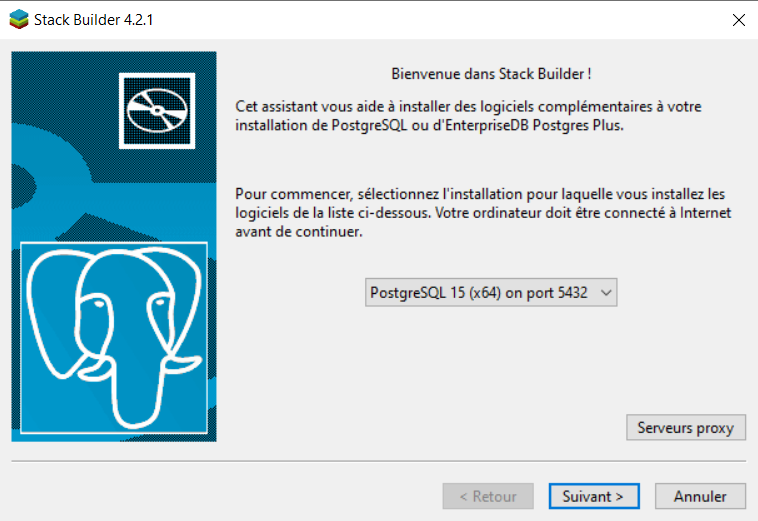 Stack Builder 4.2.1
Bienvenue dans Stack Builder !
Cet assistant vous aide à installer des logiciels complémentaires à votre
installation de PostgreSQL ou d'EnterpriseDB Postgres Plus.
Pour commencer, sélectionnez l'installation pour laquelle vous installez les
logiciels de la liste ci-dessous. Votre ordinateur doit être connecté à Internet
avant de continuer.
PostgreSQL 15 (x64) on port 5432
Serveurs proxy
< Retour
Suivant >
Annuler